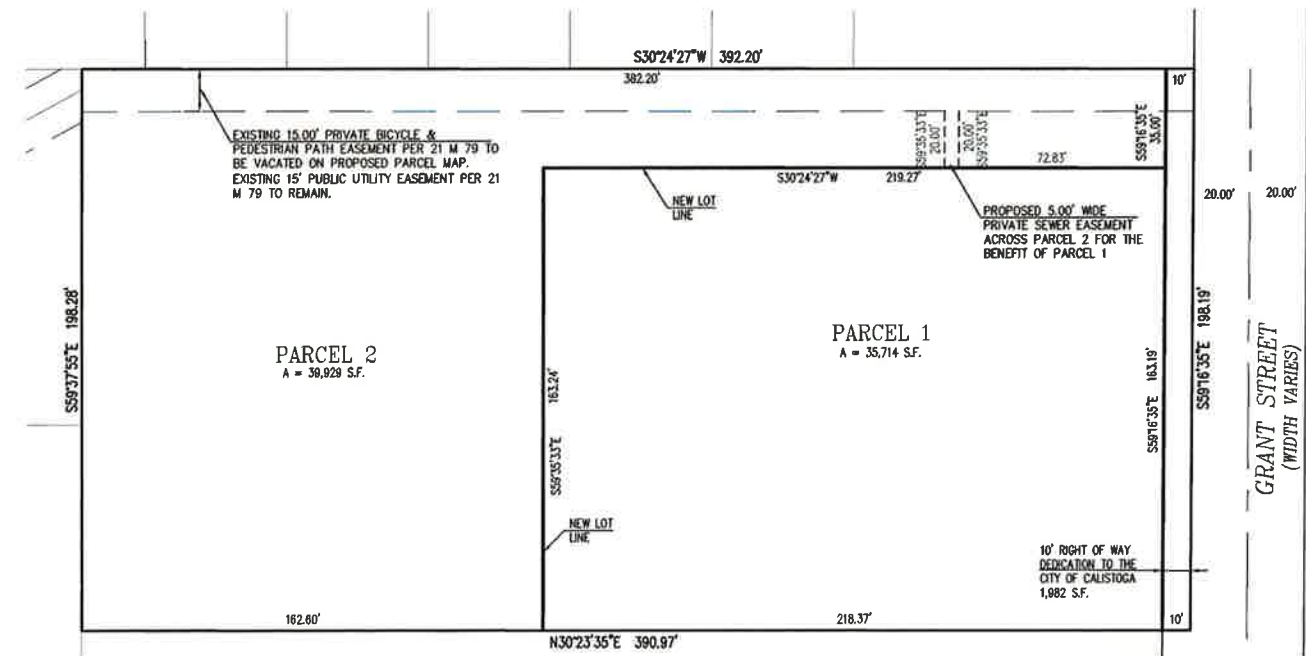 S30°24'27"W 392.20'
382.20'
10'
EXISTING 15.00' PRIVATE BICYCLE &
PEDESTRIAN PATH EASEMENT PER 21 M 79 TO
BE VACATED ON PROPOSED PARCEL MAP.
EXISTING 15' PUBLIC UTILITY EASEMENT PER 21
M 79 TO REMAIN.
S59°35'33"E
20.00'
20.00'
S59°35'33"E
72.83'
S59°16'35"E
35.00'
S30°24'27"W 219.27'
NEW LOT
LINE
PROPOSED 5.00' WIDE
PRIVATE SEWER EASEMENT
ACROSS PARCEL 2 FOR THE
BENEFIT OF PARCEL 1
20.00'
20.00'
S59°37'55"E 198.28'
PARCEL 2
A = 39,929 S.F.
PARCEL 1
A = 35,714 S.F.
S59°35'33"E 163.24'
S59°16'35"E 163.19'
S59°16'35"E 198.19'
GRANT STREET
(WIDTH VARIES)
NEW LOT
LINE
10' RIGHT OF WAY
DEDICATION TO THE
CITY OF CALISTOGA
1,982 S.F.
162.60'
218.37'
10'
N30°23'35"E 390.97'